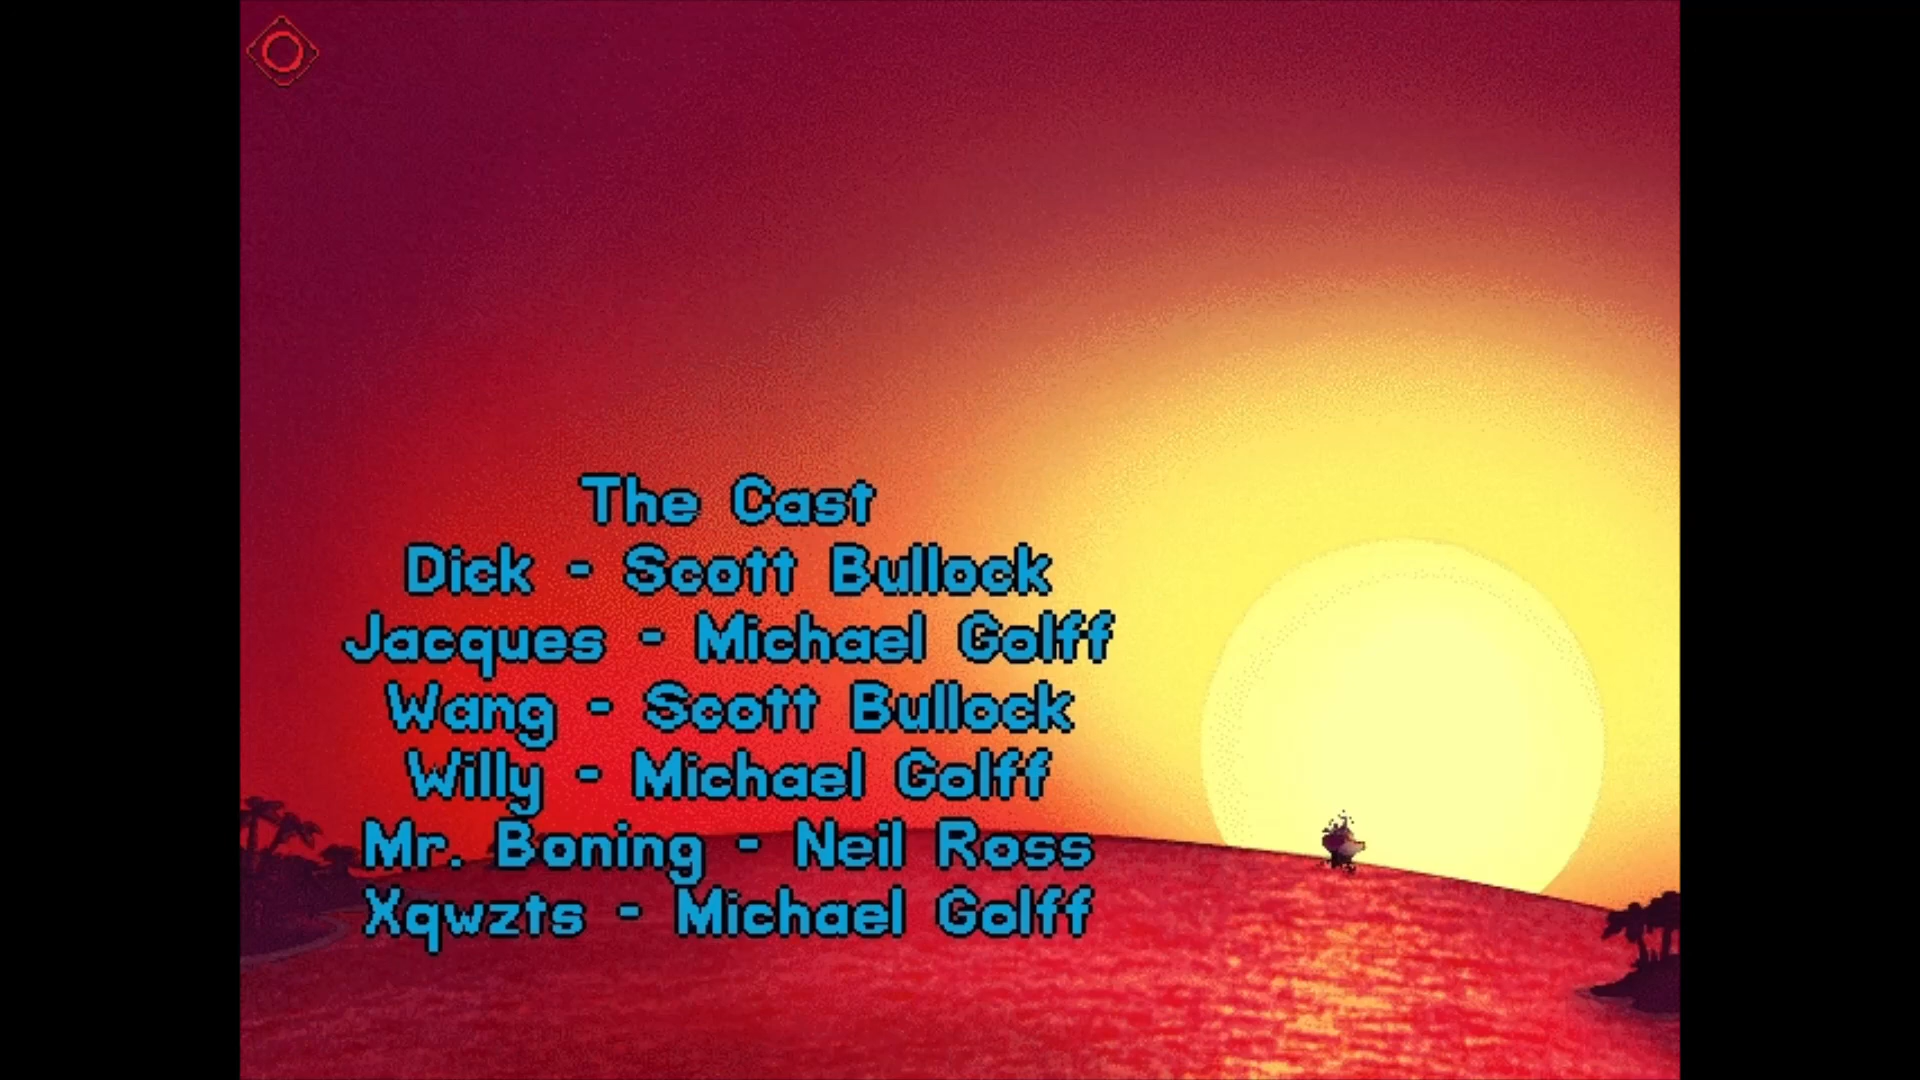 The Cast
Dick - Scott Bullock
Jacques - Michael Golff
Wang - Scott Bullock
Willy - Michael Golff
Mr. Boning - Neil Ross
Xqwzts - Michael Golff